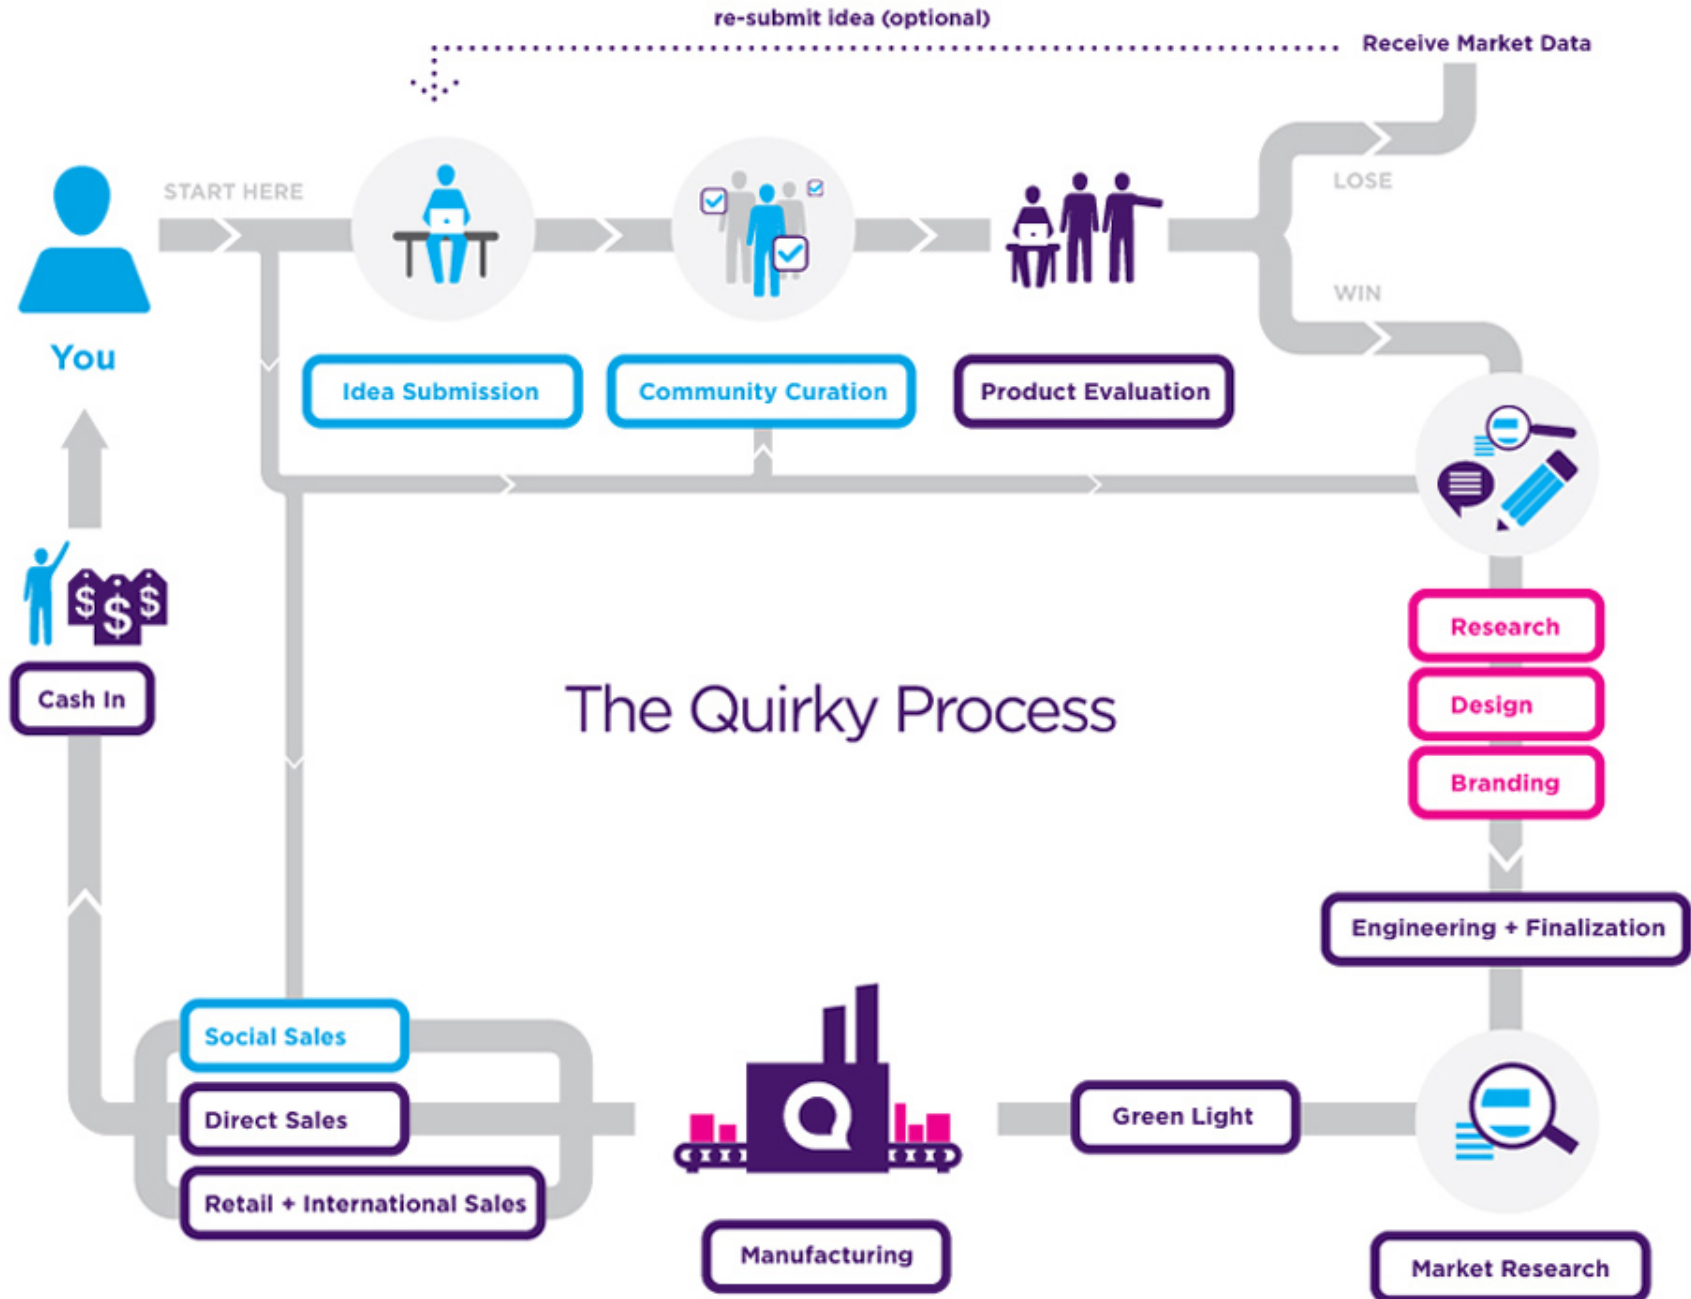 re-submit idea (optional)
Receive Market Data
START HERE
LOSE
WIN
You
Idea Submission
Community Curation
Product Evaluation
$ $ $
Cash In
The Quirky Process
Research
Design
Branding
Engineering + Finalization
Social Sales
Direct Sales
Retail + International Sales
Manufacturing
Green Light
Market Research